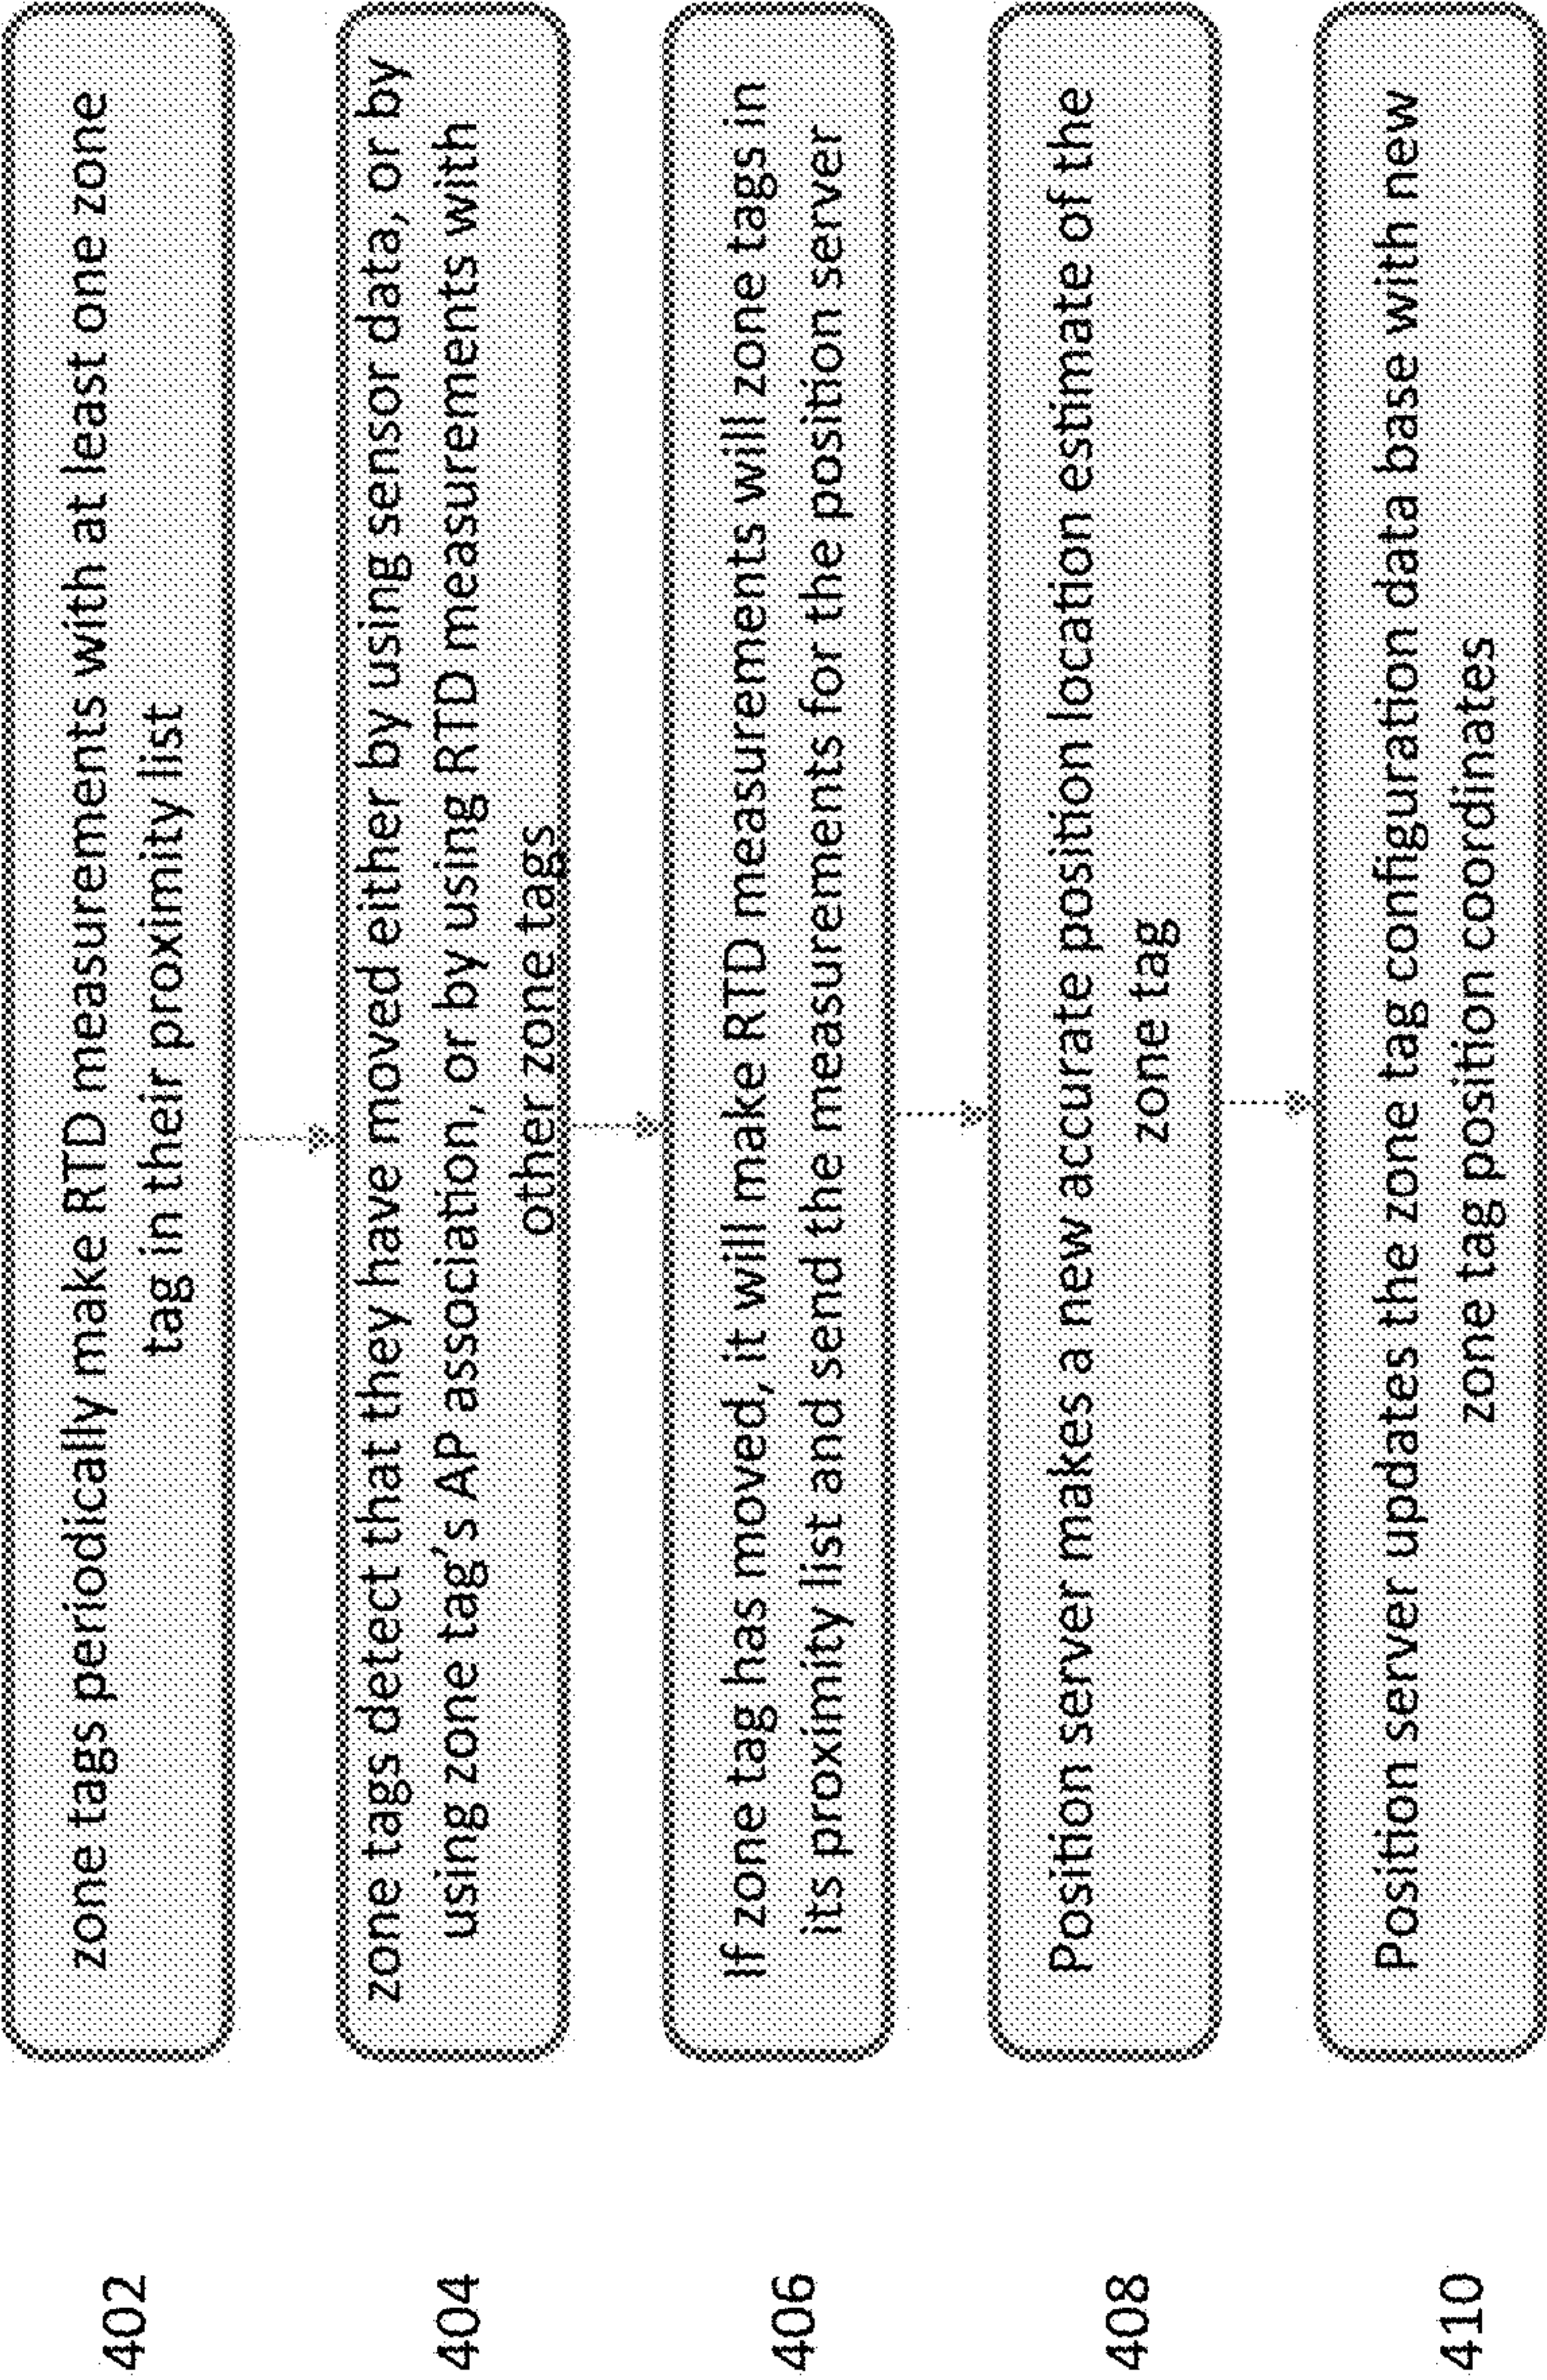 402
zone tags periodically make RTD measurements with at least one zone
tag in their proximity list
404
zone tags detect that they have moved either by using sensor data, or by
using zone tag's AP association, or by using RTD measurements with
other zone tags
406
If zone tag has moved, it will make RTD measurements will zone tags in
its proximity list and send the measurements for the position server
408
Position server makes a new accurate position location estimate of the
zone tag
410
Position server updates the zone tag configuration data base with new
zone tag position coordinates